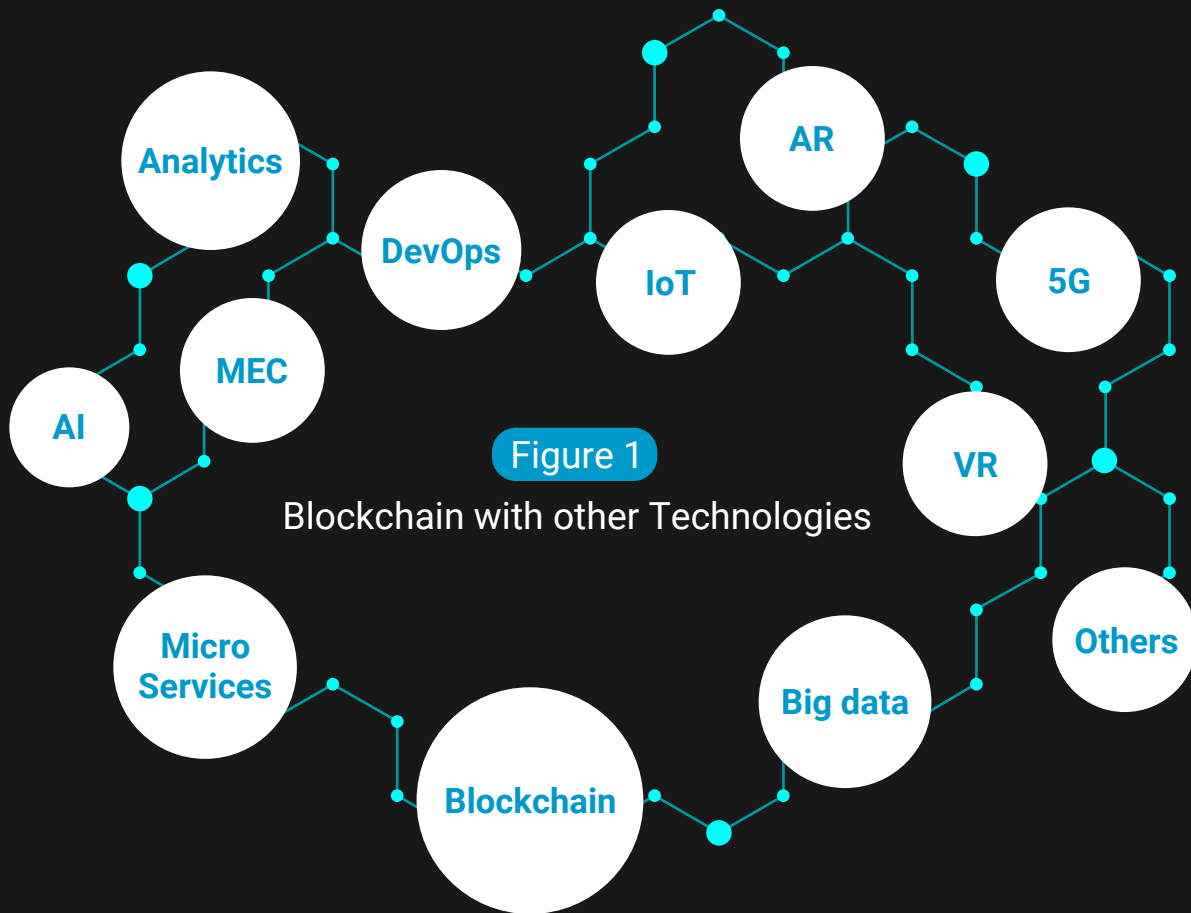 AR
Analytics
DevOps
IoT
5G
MEC
AI
VR
Figure 1
Blockchain with other Technologies
Micro
Services
Others
Big data
Blockchain